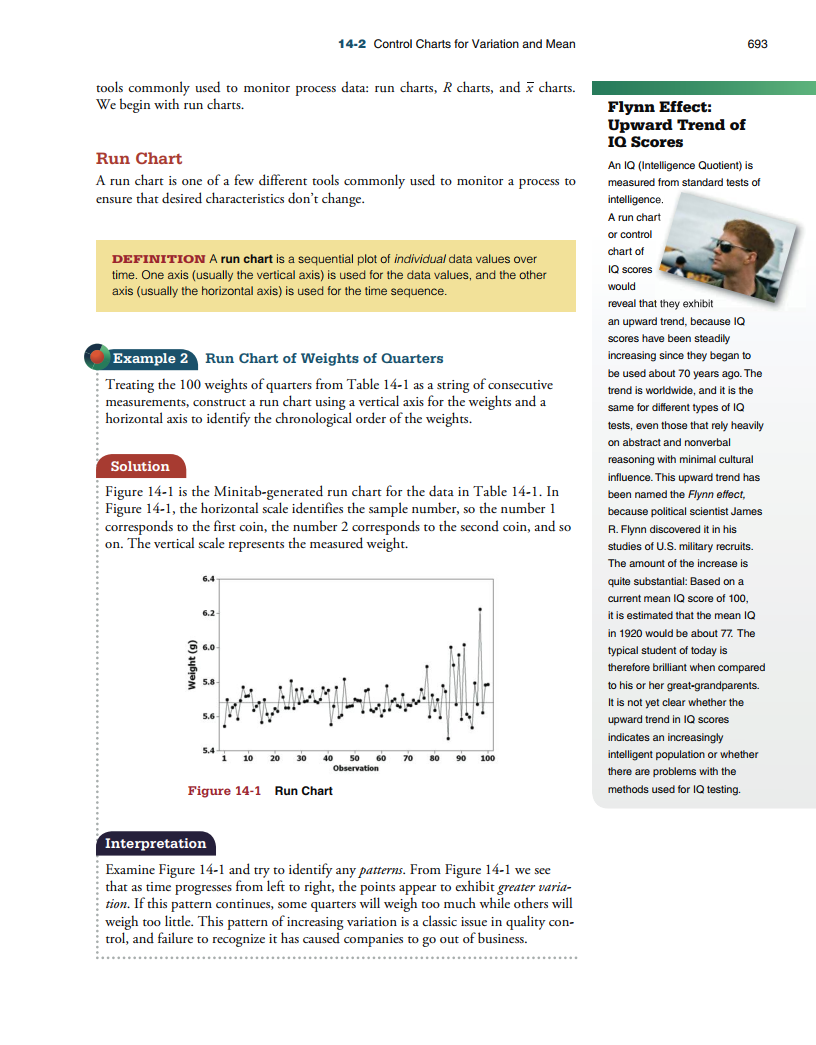 14-2 Control Charts for Variation and Mean
693
tools commonly used to monitor process data: run charts, R charts, and x̄ charts.
We begin with run charts.
Run Chart
A run chart is one of a few different tools commonly used to monitor a process to
ensure that desired characteristics don't change.
DEFINITION A run chart is a sequential plot of individual data values over
time. One axis (usually the vertical axis) is used for the data values, and the other
axis (usually the horizontal axis) is used for the time sequence.
Example 2 Run Chart of Weights of Quarters
Treating the 100 weights of quarters from Table 14-1 as a string of consecutive
measurements, construct a run chart using a vertical axis for the weights and a
horizontal axis to identify the chronological order of the weights.
Solution
Figure 14-1 is the Minitab-generated run chart for the data in Table 14-1. In
Figure 14-1, the horizontal scale identifies the sample number, so the number 1
corresponds to the first coin, the number 2 corresponds to the second coin, and so
on. The vertical scale represents the measured weight.
6.4
6.2
6.0
5.8
5.6
5.4
Weight (g)
1 10 20 30 40 50 60 70 80 90 100
Observation
Figure 14-1 Run Chart
Interpretation
Examine Figure 14-1 and try to identify any patterns. From Figure 14-1 we see
that as time progresses from left to right, the points appear to exhibit greater varia-
tion. If this pattern continues, some quarters will weigh too much while others will
weigh too little. This pattern of increasing variation is a classic issue in quality con-
trol, and failure to recognize it has caused companies to go out of business.
Flynn Effect:
Upward Trend of
IQ Scores
An IQ (Intelligence Quotient) is
measured from standard tests of
intelligence.
A run chart
or control
chart of
IQ scores
would
reveal that they exhibit
an upward trend, because IQ
scores have been steadily
increasing since they began to
be used about 70 years ago. The
trend is worldwide, and it is the
same for different types of IQ
tests, even those that rely heavily
on abstract and nonverbal
reasoning with minimal cultural
influence. This upward trend has
been named the Flynn effect,
because political scientist James
R. Flynn discovered it in his
studies of U.S. military recruits.
The amount of the increase is
quite substantial: Based on a
current mean IQ score of 100,
it is estimated that the mean IQ
in 1920 would be about 77. The
typical student of today is
therefore brilliant when compared
to his or her great-grandparents.
It is not yet clear whether the
upward trend in IQ scores
indicates an increasingly
intelligent population or whether
there are problems with the
methods used for IQ testing.